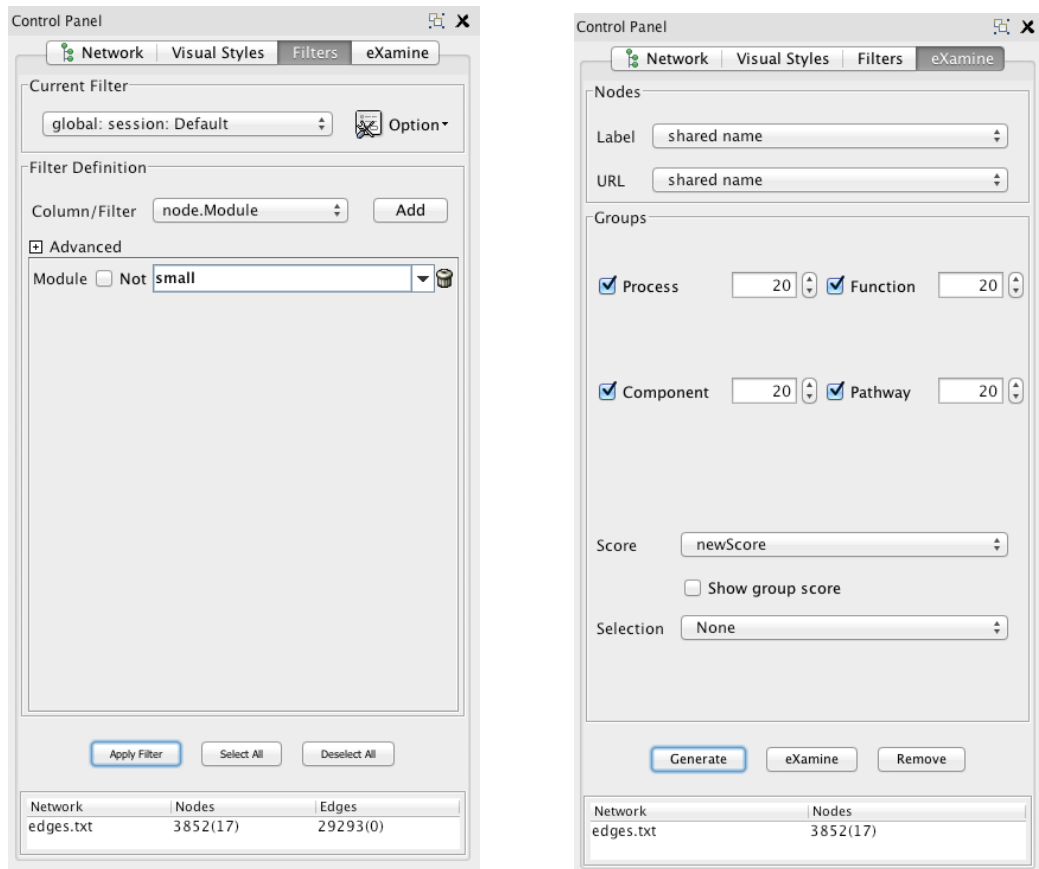 Control Panel
Network Visual Styles Filters eXamine
Current Filter
global: session: Default Option
Filter Definition
Column/Filter node.Module Add
Advanced
Module Not small
Apply Filter Select All Deselect All
Network Nodes Edges
edges.txt 3852(17) 29293(0)
Control Panel
Network Visual Styles Filters eXamine
Nodes
Label shared name
URL shared name
Groups
Process 20 Function 20
Component 20 Pathway 20
Score newScore
Show group score
Selection None
Generate eXamine Remove
Network Nodes
edges.txt 3852(17)